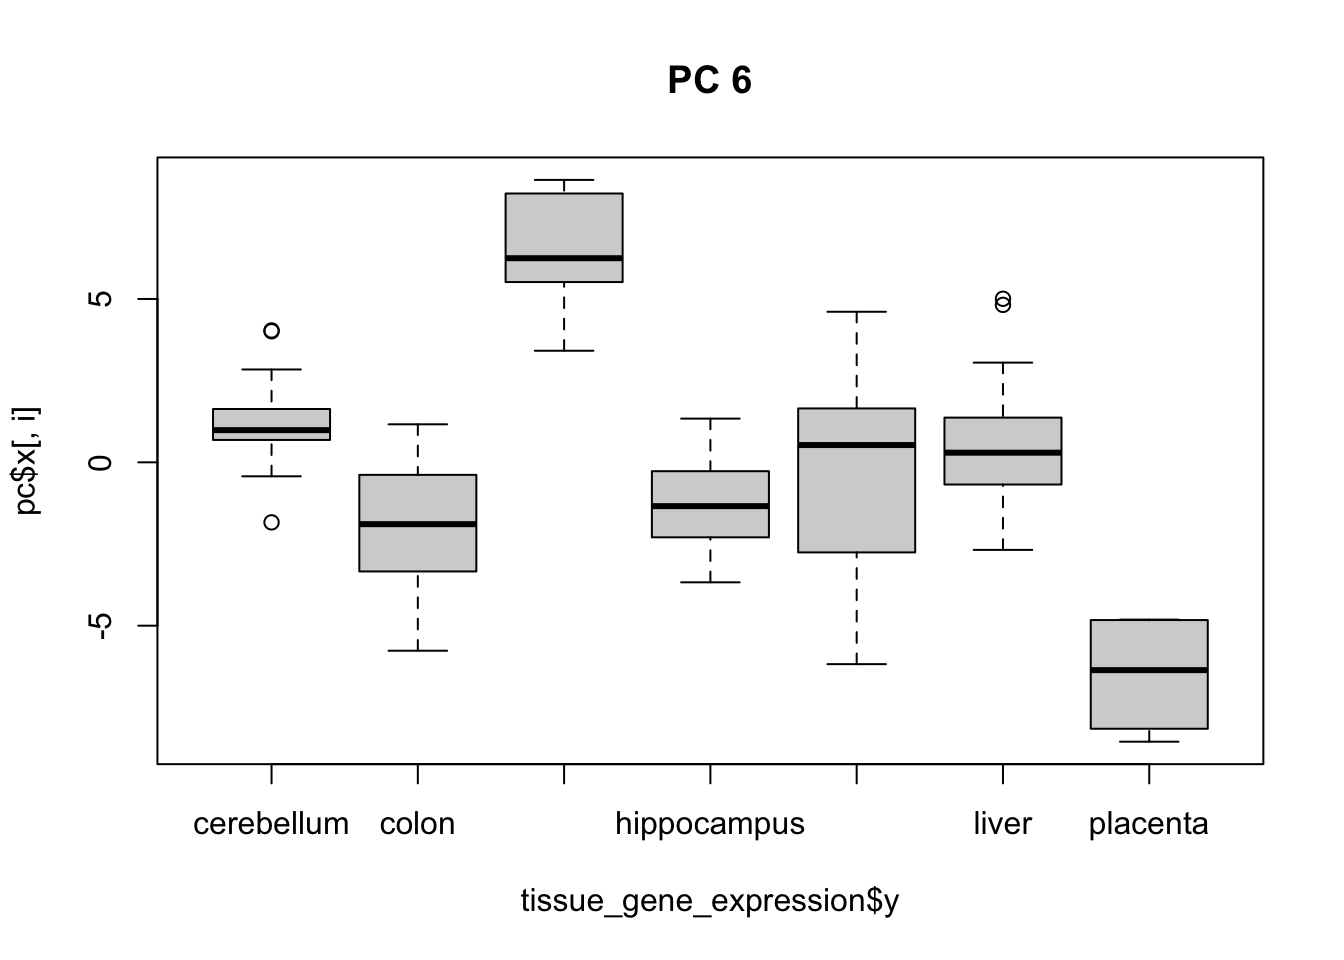 PC 6
pc$x[, i]
5
0
-5
cerebellum colon hippocampus liver placenta
tissue_gene_expression$y